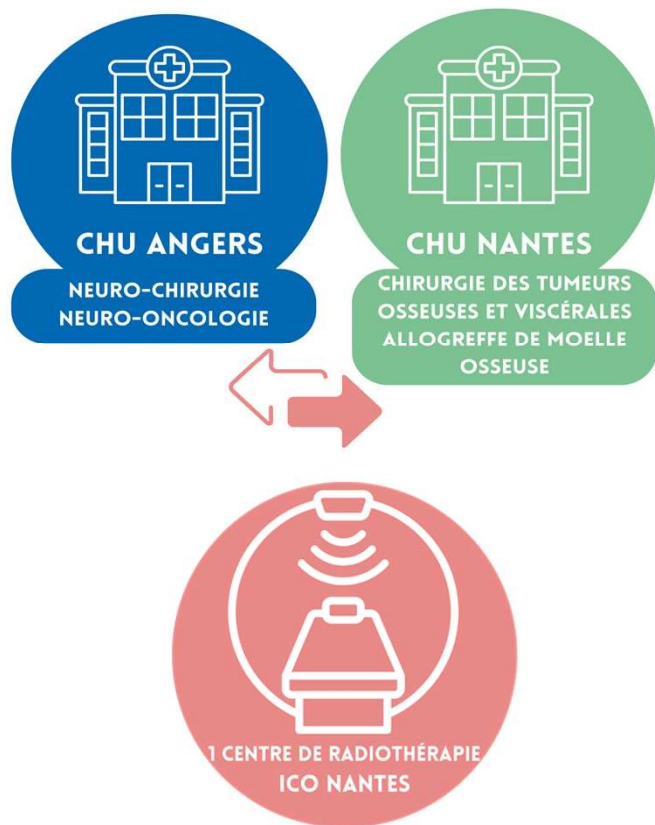 CHU ANGERS
NEURO-CHIRURGIE
NEURO-ONCOLOGIE
CHU NANTES
CHIRURGIE DES TUMEURS
OSSEUSES ET VISCÉRALES
ALLOGREFFE DE MOELLE
OSSEUSE
1 CENTRE DE RADIOTHÉRAPIE
ICO NANTES